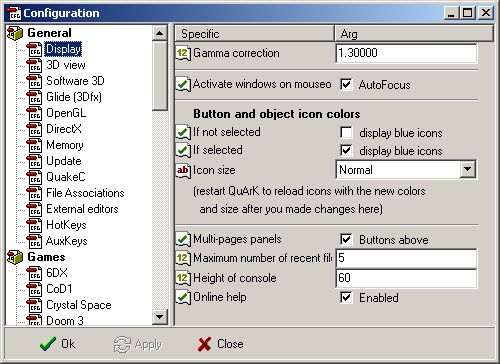 Configuration
General
Display
3D view
Software 3D
Glide (3Dfx)
OpenGL
DirectX
Memory
Update
QuakeC
File Associations
External editors
HotKeys
AuxKeys
Games
6DX
CoD1
Crystal Space
Doom 3
Specific Arg
Gamma correction 1.30000
Activate windows on mouseo AutoFocus
Button and object icon colors
If not selected display blue icons
If selected display blue icons
Icon size Normal
(restart QuArK to reload icons with the new colors
and size after you made changes here)
Multi-pages panels Buttons above
Maximum number of recent file 5
Height of console 60
Online help Enabled
Ok Apply Close